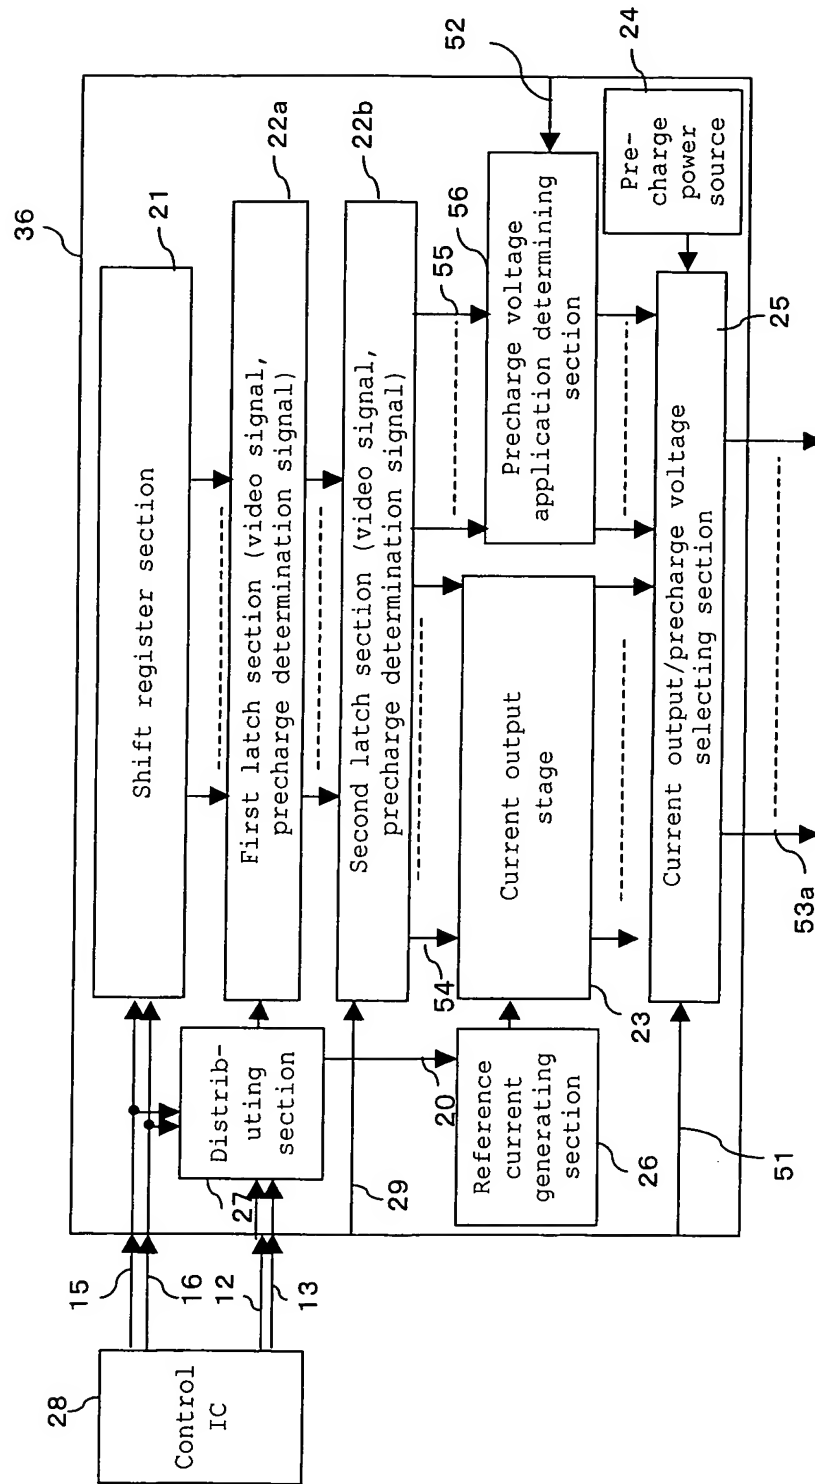 36
28
Control
IC
15
16
12
13
21
Shift register section
22a
First latch section (video signal,
precharge determination signal)
22b
Second latch section (video signal,
precharge determination signal)
27
Distrib-
uting
section
29
20
54
55
56
52
Reference
current
generating
section
26
Current output
stage
23
Precharge voltage
application determining
section
24
Pre-
charge
power
source
Current output/precharge voltage
selecting section
25
51
53a